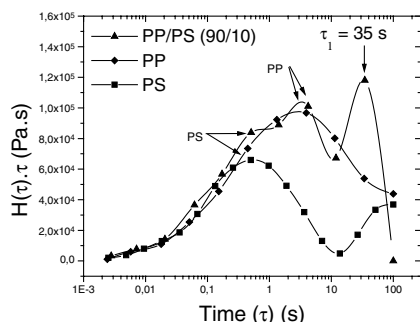 H(τ).τ (Pa.s)
1,6x10⁵
1,4x10⁵
1,2x10⁵
1,0x10⁵
8,0x10⁴
6,0x10⁴
4,0x10⁴
2,0x10⁴
0,0
PP/PS (90/10)
PP
PS
τ₁ = 35 s
PP
PS
1E-3
0,01
0,1
1
10
100
Time (τ) (s)